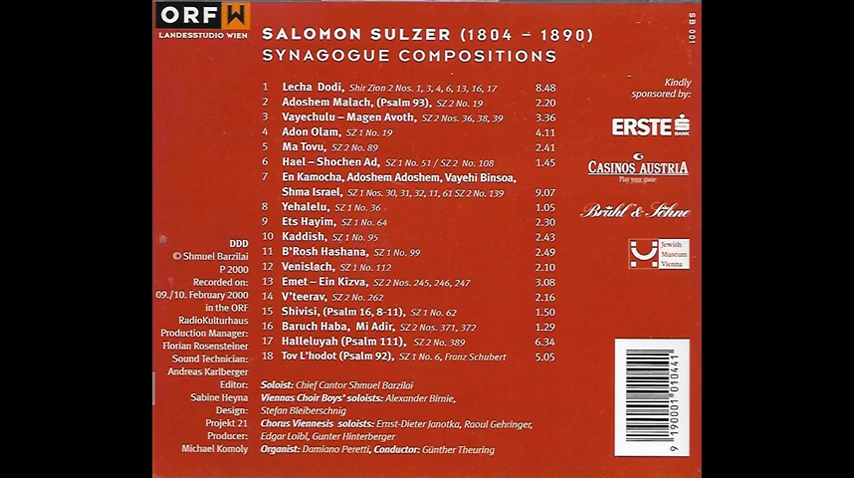 ORF W
LANDESSTUDIO WIEN
SALOMON SULZER (1804 – 1890)
SYNAGOGUE COMPOSITIONS
SB 001
1 Lecha Dodi, Shir Zion 2 Nos. 1, 3, 4, 6, 13, 16, 17 8.48
2 Adoshem Malach, (Psalm 93), SZ 2 No. 19 2.20
3 Vayechulu – Magen Avoth, SZ 2 Nos. 36, 38, 39 3.36
4 Adon Olam, SZ 1 No. 19 4.11
5 Ma Tovu, SZ 2 No. 89 2.41
6 Hael – Shochen Ad, SZ 1 No. 51 / SZ 2 No. 108 1.45
7 En Kamocha, Adoshem Adoshem, Vayehi Binsoa,
Shma Israel, SZ 1 Nos. 30, 31, 32, 11, 61 SZ 2 No. 139 9.07
8 Yehalelu, SZ 1 No. 36 1.05
9 Ets Hayim, SZ 1 No. 64 2.30
10 Kaddish, SZ 1 No. 95 2.43
11 B'Rosh Hashana, SZ 1 No. 99 2.49
12 Venislach, SZ 1 No. 112 2.10
13 Emet – Ein Kizva, SZ 2 Nos. 245, 246, 247 3.08
14 V'teerav, SZ 2 No. 262 2.16
15 Shivisi, (Psalm 16, 8-11), SZ 1 No. 62 1.50
16 Baruch Haba, Mi Adir, SZ 2 Nos. 371, 372 1.29
17 Halleluyah (Psalm 111), SZ 2 No. 389 6.34
18 Tov L'hodot (Psalm 92), SZ 1 No. 6, Franz Schubert 5.05
Soloist: Chief Cantor Shmuel Barzilai
Viennas Choir Boys' soloists: Alexander Birnie,
Stefan Bleiberschnig
Chorus Viennesis soloists: Ernst-Dieter Janotka, Raoul Gehringer,
Edgar Loibl, Gunter Hinterberger
Organist: Damiano Peretti, Conductor: Günther Theuring
DDD
© Shmuel Barzilai
P 2000
Recorded on:
09./10. February 2000
in the ORF
RadioKulturhaus
Production Manager:
Florian Rosensteiner
Sound Technician:
Andreas Karlberger
Editor:
Sabine Heyna
Design:
Projekt 21
Producer:
Michael Komoly
Kindly
sponsored by:
ERSTE
BANK
CASINOS AUSTRIA
Play your game
Brühl & Söhne
Jewish
Museum
Vienna
9 190001 010441